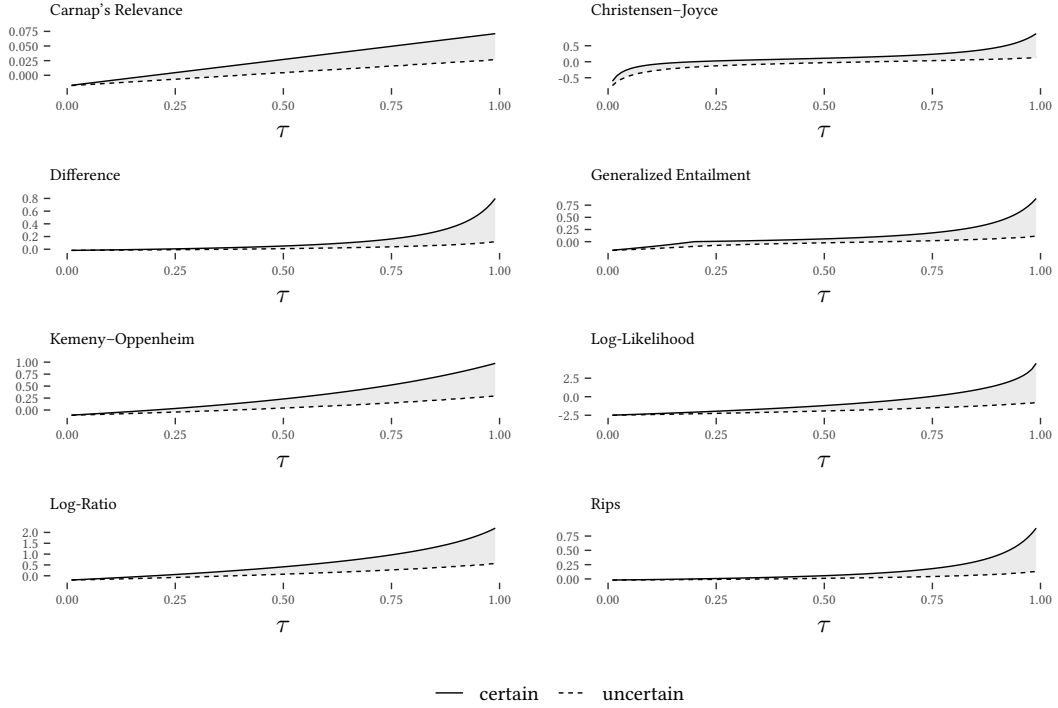 Carnap's Relevance
0.075
0.050
0.025
0.000
0.00 0.25 0.50 0.75 1.00
τ
Christensen–Joyce
0.5
0.0
−0.5
0.00 0.25 0.50 0.75 1.00
τ
Difference
0.8
0.6
0.4
0.2
0.0
0.00 0.25 0.50 0.75 1.00
τ
Generalized Entailment
0.75
0.50
0.25
0.00
0.00 0.25 0.50 0.75 1.00
τ
Kemeny–Oppenheim
1.00
0.75
0.50
0.25
0.00
0.00 0.25 0.50 0.75 1.00
τ
Log-Likelihood
2.5
0.0
−2.5
0.00 0.25 0.50 0.75 1.00
τ
Log-Ratio
2.0
1.5
1.0
0.5
0.0
0.00 0.25 0.50 0.75 1.00
τ
Rips
0.75
0.50
0.25
0.00
0.00 0.25 0.50 0.75 1.00
τ
certain uncertain